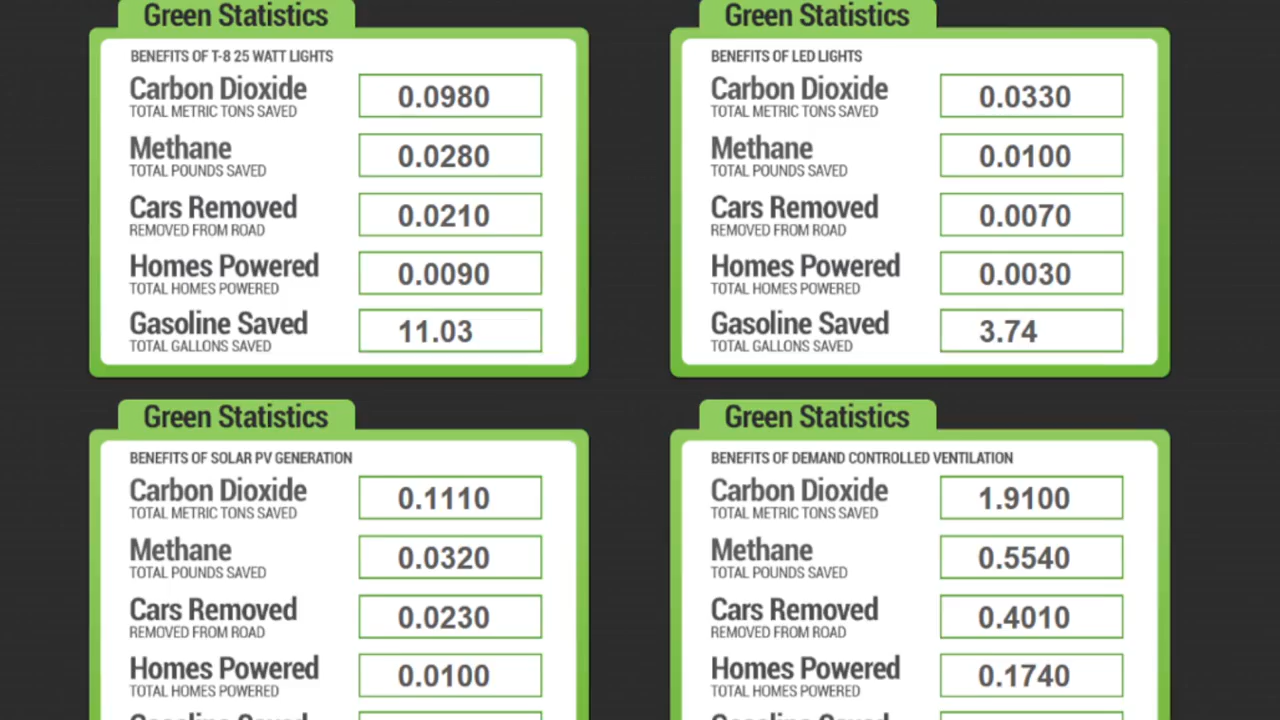 Green Statistics
BENEFITS OF T-8 25 WATT LIGHTS
Carbon Dioxide
TOTAL METRIC TONS SAVED
0.0980
Methane
TOTAL POUNDS SAVED
0.0280
Cars Removed
REMOVED FROM ROAD
0.0210
Homes Powered
TOTAL HOMES POWERED
0.0090
Gasoline Saved
TOTAL GALLONS SAVED
11.03
Green Statistics
BENEFITS OF LED LIGHTS
Carbon Dioxide
TOTAL METRIC TONS SAVED
0.0330
Methane
TOTAL POUNDS SAVED
0.0100
Cars Removed
REMOVED FROM ROAD
0.0070
Homes Powered
TOTAL HOMES POWERED
0.0030
Gasoline Saved
TOTAL GALLONS SAVED
3.74
Green Statistics
BENEFITS OF SOLAR PV GENERATION
Carbon Dioxide
TOTAL METRIC TONS SAVED
0.1110
Methane
TOTAL POUNDS SAVED
0.0320
Cars Removed
REMOVED FROM ROAD
0.0230
Homes Powered
TOTAL HOMES POWERED
0.0100
Gasoline Saved
Green Statistics
BENEFITS OF DEMAND CONTROLLED VENTILATION
Carbon Dioxide
TOTAL METRIC TONS SAVED
1.9100
Methane
TOTAL POUNDS SAVED
0.5540
Cars Removed
REMOVED FROM ROAD
0.4010
Homes Powered
TOTAL HOMES POWERED
0.1740
Gasoline Saved